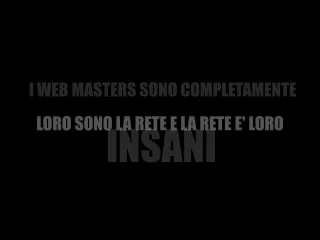 I WEB MASTERS SONO COMPLETAMENTE
LORO SONO LA RETE E LA RETE E' LORO
INSANI